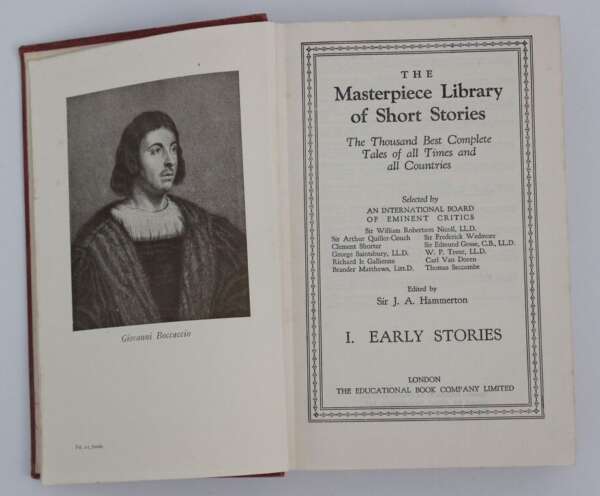 Giovanni Boccaccio
THE
Masterpiece Library
of Short Stories
The Thousand Best Complete
Tales of all Times and
all Countries
Selected by
AN INTERNATIONAL BOARD
OF EMINENT CRITICS
Sir William Robertson Nicoll, LL.D.
Sir Arthur Quiller-Couch Sir Frederick Wedmore
Clement Shorter Sir Edmund Gosse, C.B., LL.D.
George Saintsbury, LL.D. W. P. Trent, LL.D.
Richard le Gallienne Carl Van Doren
Brander Matthews, Litt.D. Thomas Seccombe
Edited by
Sir J. A. Hammerton
I. EARLY STORIES
LONDON
THE EDUCATIONAL BOOK COMPANY LIMITED